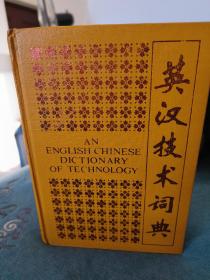 AN
ENGLISH CHINESE
DICTIONARY
OF TECHNOLOGY
英汉技术词典